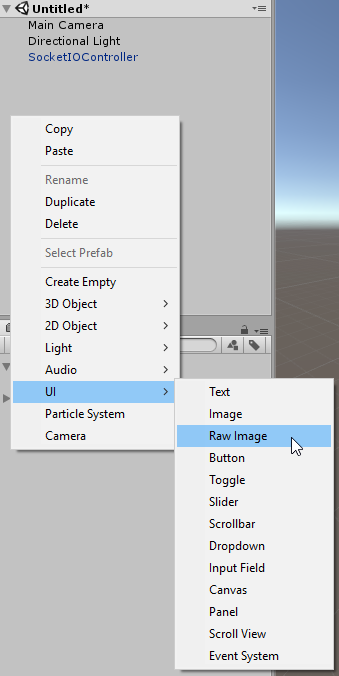 Untitled*
Main Camera
Directional Light
SocketIOController
Copy
Paste
Rename
Duplicate
Delete
Select Prefab
Create Empty
3D Object
2D Object
Light
Audio
UI
Particle System
Camera
Text
Image
Raw Image
Button
Toggle
Slider
Scrollbar
Dropdown
Input Field
Canvas
Panel
Scroll View
Event System